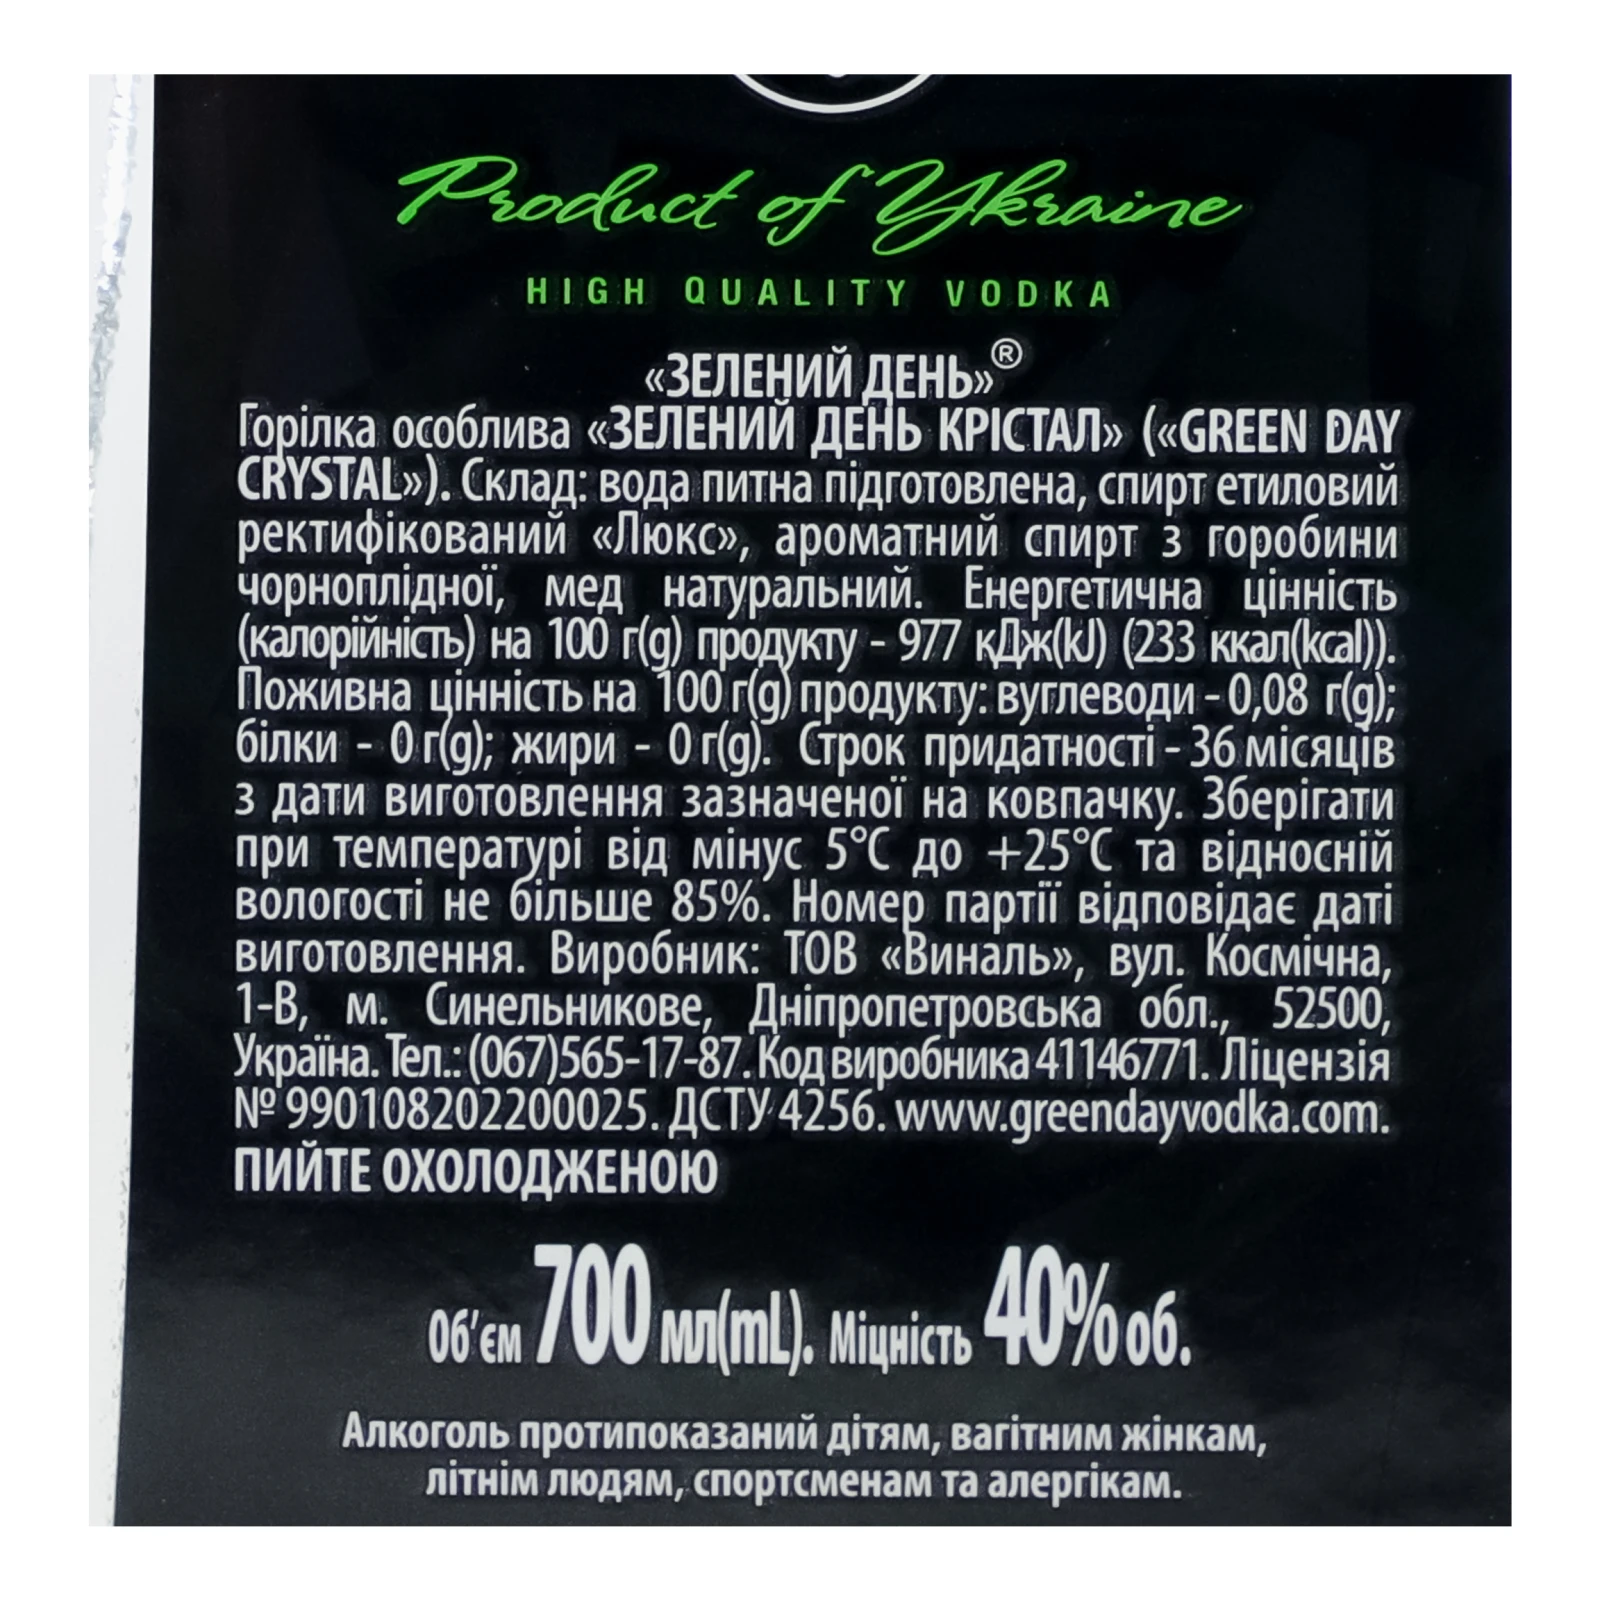 Product of Ukraine
HIGH QUALITY VODKA
«ЗЕЛЕНИЙ ДЕНЬ»®
Горілка особлива «ЗЕЛЕНИЙ ДЕНЬ КРІСТАЛ» («GREEN DAY
CRYSTAL»). Склад: вода питна підготовлена, спирт етиловий
ректифікований «Люкс», ароматний спирт з горобини
чорноплідної, мед натуральний. Енергетична цінність
(калорійність) на 100 г(g) продукту - 977 кДж(kJ) (233 ккал(kcal)).
Поживна цінність на 100 г(g) продукту: вуглеводи - 0,08 г(g);
білки - 0 г(g); жири - 0 г(g). Строк придатності - 36 місяців
з дати виготовлення зазначеної на ковпачку. Зберігати
при температурі від мінус 5°C до +25°C та відносній
вологості не більше 85%. Номер партії відповідає даті
виготовлення. Виробник: ТОВ «Виналь», вул. Космічна,
1-В, м. Синельникове, Дніпропетровська обл., 52500,
Україна. Тел.: (067)565-17-87. Код виробника 41146771. Ліцензія
№ 990108202200025. ДСТУ 4256. www.greendayvodka.com.
ПИЙТЕ ОХОЛОДЖЕНОЮ
Об'єм 700 мл(mL). Міцність 40% об.
Алкоголь протипоказаний дітям, вагітним жінкам,
літнім людям, спортсменам та алергікам.